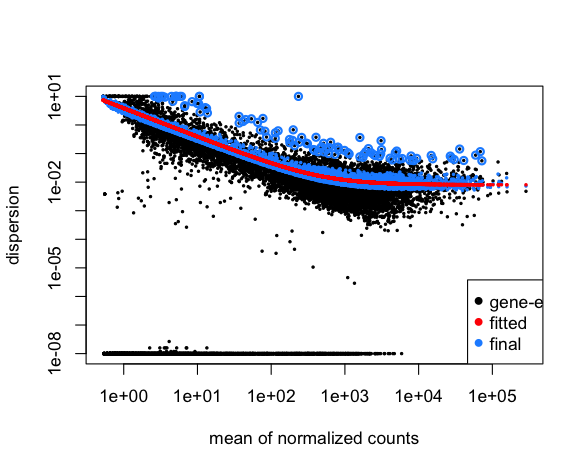 dispersion
1e+01
1e-02
1e-05
1e-08
gene-e
fitted
final
1e+00 1e+01 1e+02 1e+03 1e+04 1e+05
mean of normalized counts